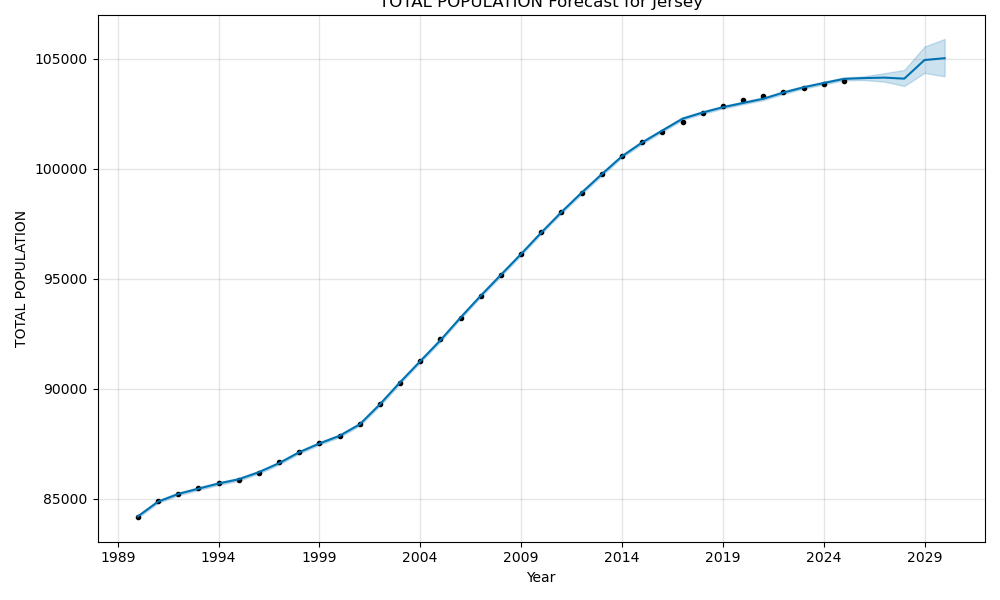 TOTAL POPULATION Forecast for Jersey
105000
100000
95000
90000
85000
TOTAL POPULATION
1989 1994 1999 2004 2009 2014 2019 2024 2029
Year